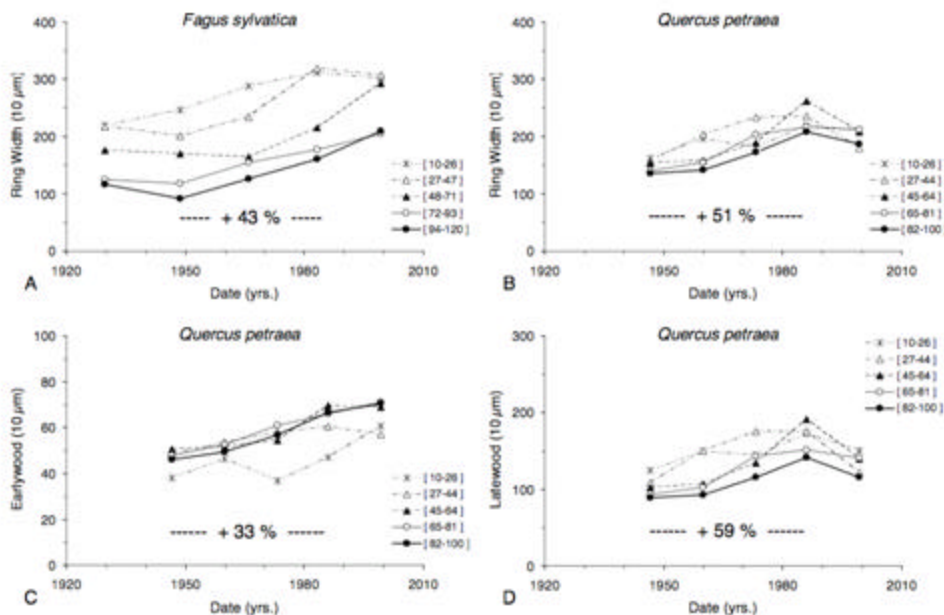 Fagus sylvatica
400
300
200
100
0
Ring Width (10 µm)
[10-26]
[27-47]
[48-71]
[72-93]
[94-120]
+ 43 %
1920
1950
1980
2010
A
Date (yrs.)
Quercus petraea
400
300
200
100
0
Ring Width (10 µm)
[10-26]
[27-44]
[45-64]
[65-81]
[82-100]
+ 51 %
1920
1950
1980
2010
B
Date (yrs.)
Quercus petraea
100
80
60
40
20
0
Earlywood (10 µm)
[10-26]
[27-44]
[45-64]
[65-81]
[82-100]
+ 33 %
1920
1950
1980
2010
C
Date (yrs.)
Quercus petraea
300
200
100
0
Latewood (10 µm)
[10-26]
[27-44]
[45-64]
[65-81]
[82-100]
+ 59 %
1920
1950
1980
2010
D
Date (yrs.)